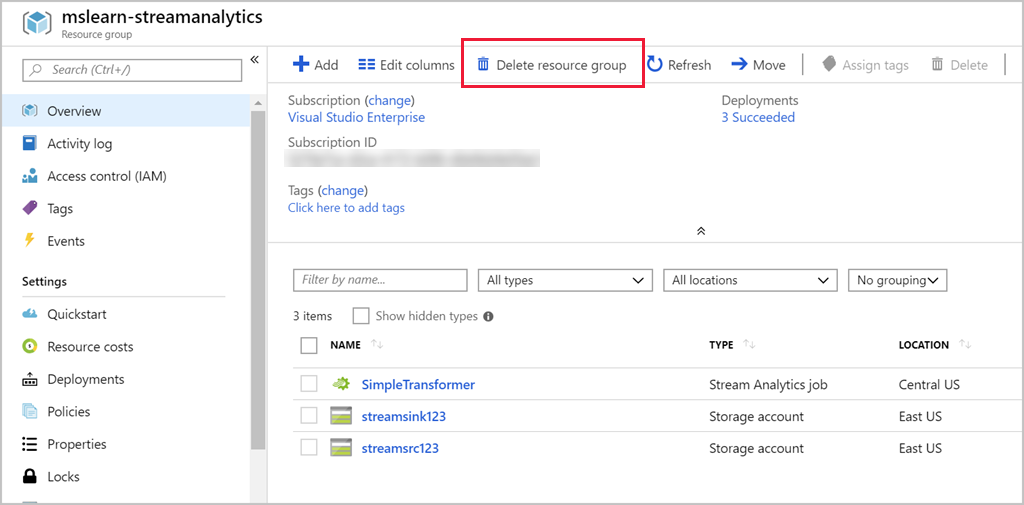 mslearn-streamanalytics
Resource group
Search (Ctrl+/)
«
Overview
Activity log
Access control (IAM)
Tags
Events
Settings
Quickstart
Resource costs
Deployments
Policies
Properties
Locks
Add Edit columns Delete resource group Refresh Move Assign tags Delete
Subscription (change)
Visual Studio Enterprise
Deployments
3 Succeeded
Subscription ID
Tags (change)
Click here to add tags
Filter by name... All types All locations No grouping
3 items Show hidden types
NAME TYPE LOCATION
SimpleTransformer Stream Analytics job Central US
streamsink123 Storage account East US
streamsrc123 Storage account East US